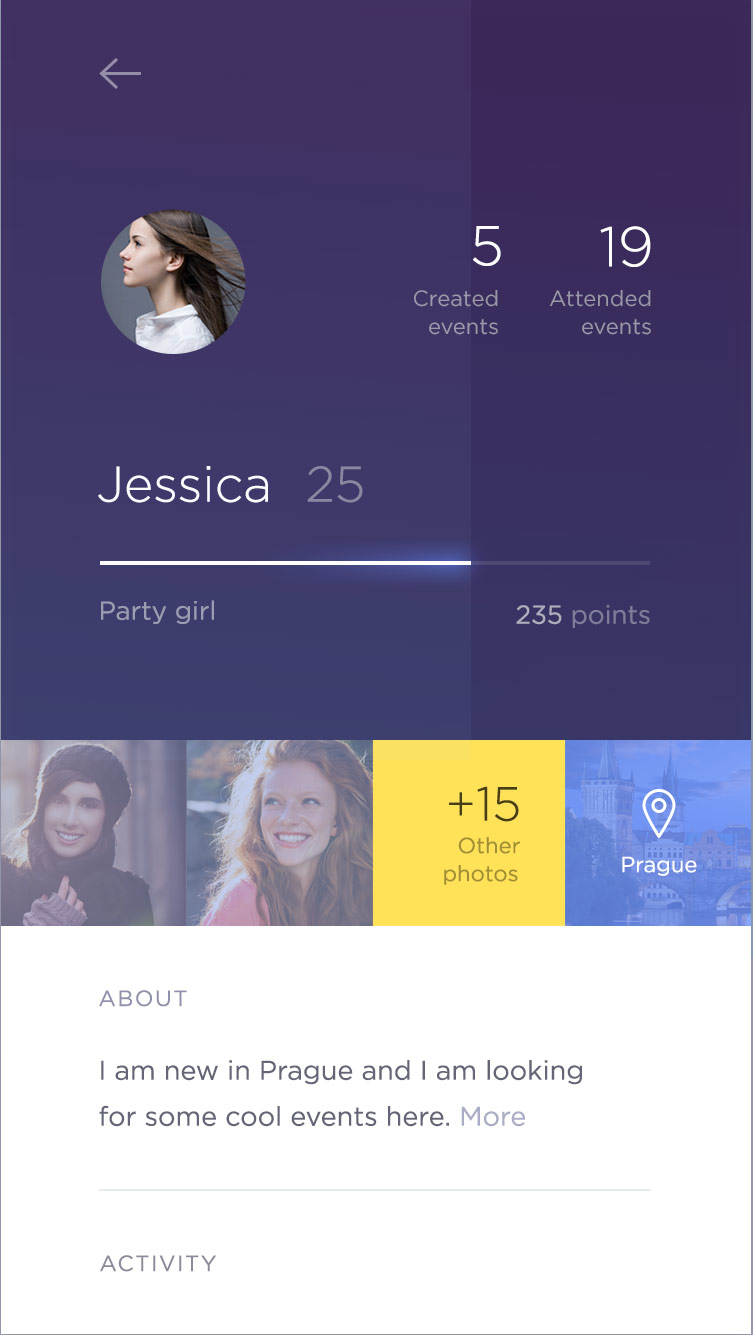 5 19
Created Attended
events events
Jessica 25
Party girl 235 points
+15
Other
photos
Prague
ABOUT
I am new in Prague and I am looking
for some cool events here. More
ACTIVITY